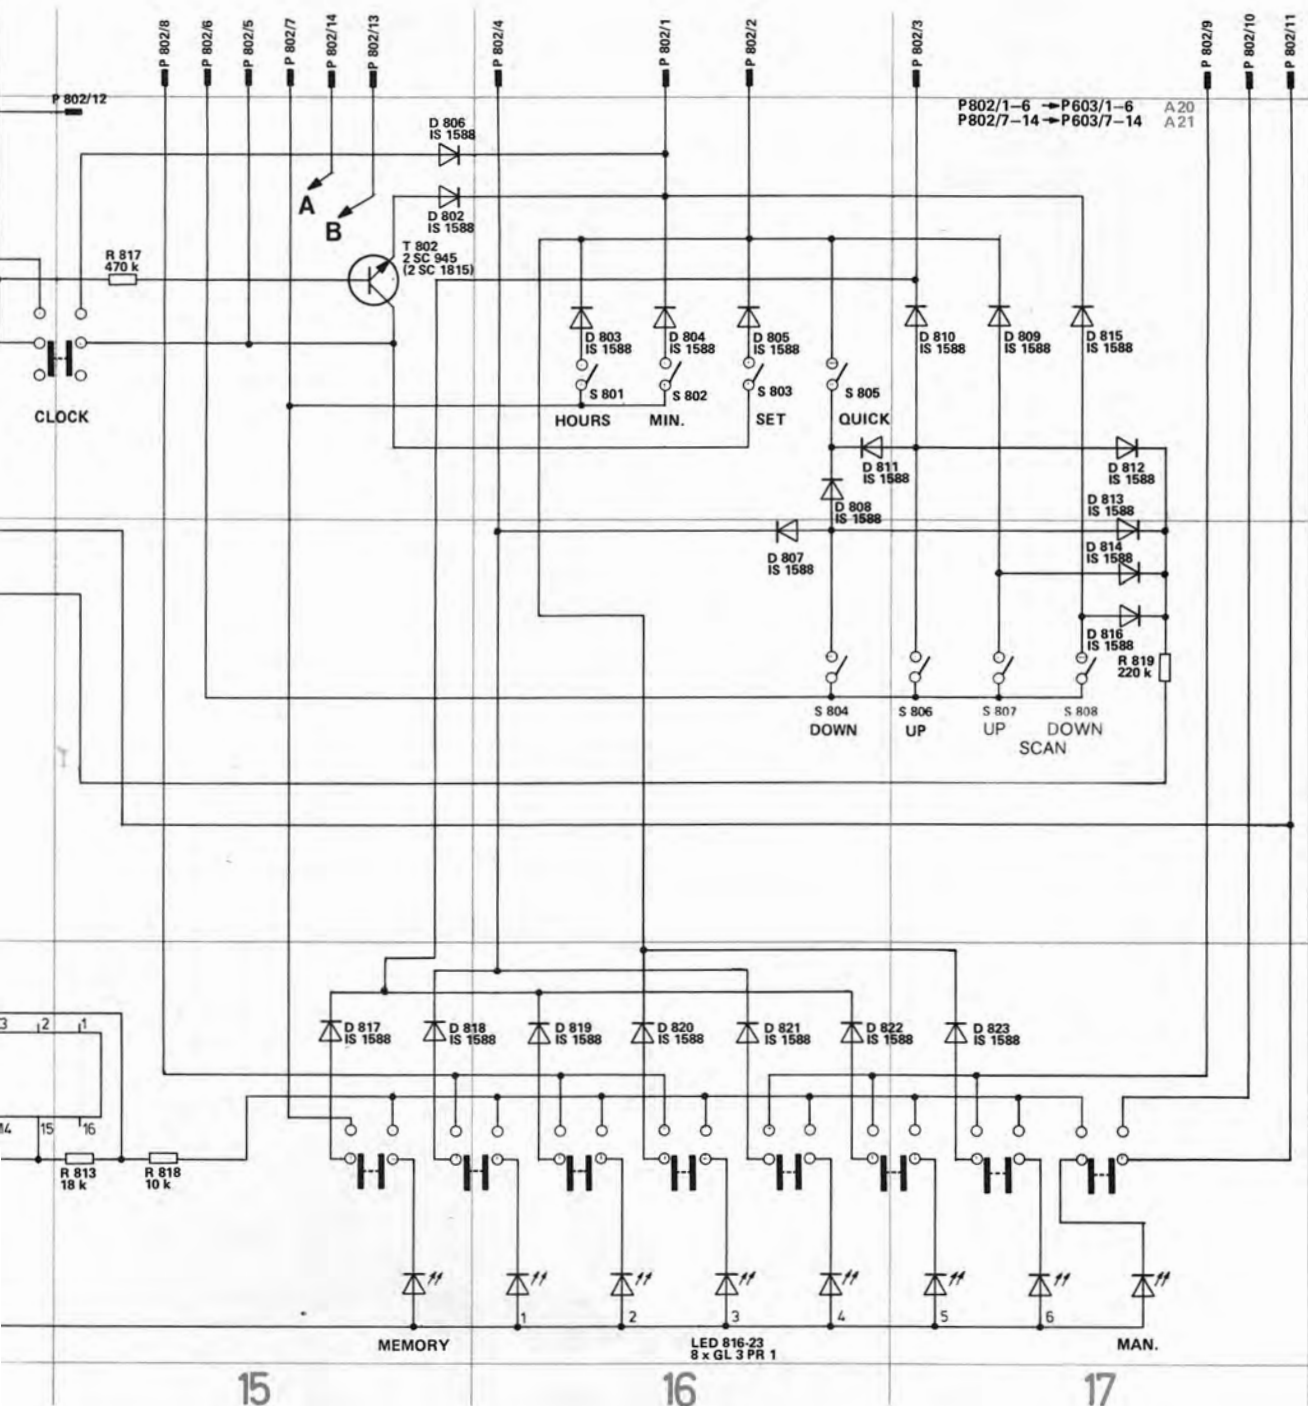 P 802/8
P 802/6
P 802/5
P 802/7
P 802/14
P 802/13
P 802/4
P 802/1
P 802/2
P 802/3
P 802/9
P 802/10
P 802/11
P 802/12
P802/1–6 → P603/1–6 A20
P802/7–14 → P603/7–14 A21
D 806
IS 1588
A
B
D 802
IS 1588
R 817
470 k
T 802
2 SC 945
(2 SC 1815)
D 803
IS 1588
D 804
IS 1588
D 805
IS 1588
D 810
IS 1588
D 809
IS 1588
D 815
IS 1588
S 801
S 802
S 803
S 805
CLOCK
HOURS
MIN.
SET
QUICK
D 811
IS 1588
D 812
IS 1588
D 808
IS 1588
D 813
IS 1588
D 807
IS 1588
D 814
IS 1588
D 816
IS 1588
R 819
220 k
S 804
DOWN
S 806
UP
S 807
UP
S 808
DOWN
SCAN
3 2 1
D 817
IS 1588
D 818
IS 1588
D 819
IS 1588
D 820
IS 1588
D 821
IS 1588
D 822
IS 1588
D 823
IS 1588
14 15 16
R 813
18 k
R 818
10 k
1 2 3 4 5 6
MEMORY
LED 816-23
8 x GL 3 PR 1
MAN.
15 16 17